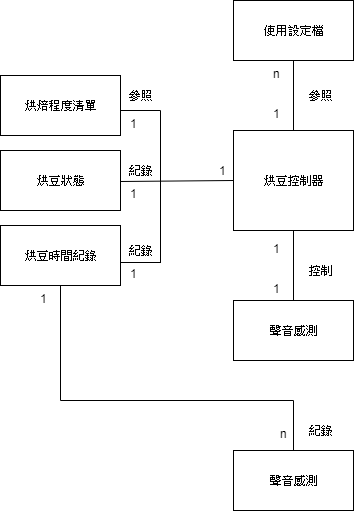 使用設定檔
n
參照
1
烘焙程度清單
參照
1
烘豆狀態
紀錄
1
1
烘豆控制器
烘豆時間紀錄
紀錄
1
1
1
控制
1
聲音感測
n
紀錄
聲音感測